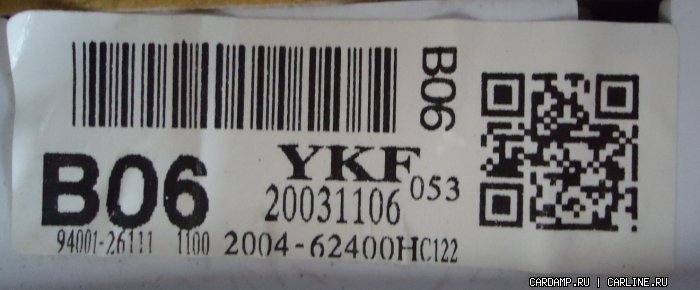 B06
YKF
B06
053
20031106
94001-26111 1100 2004-62400HC122
CARDAMP.RU | CARLINE.RU